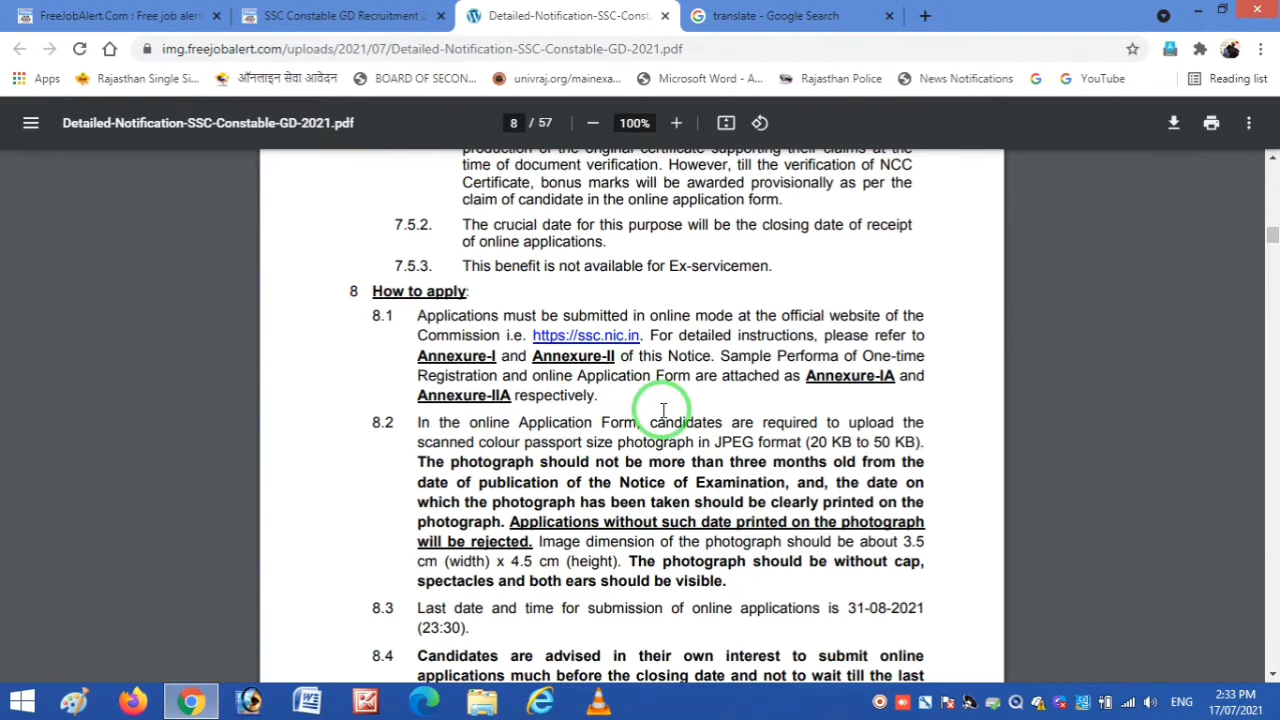 FreeJobAlert.Com : Free job alert
SSC Constable GD Recruitment 2
Detailed-Notification-SSC-Consta
translate - Google Search
img.freejobalert.com/uploads/2021/07/Detailed-Notification-SSC-Constable-GD-2021.pdf
Apps
Rajasthan Single Si...
ऑनलाइन सेवा आवेदन
BOARD OF SECON...
univraj.org/mainexa...
Microsoft Word - A...
Rajasthan Police
News Notifications
YouTube
Reading list
Detailed-Notification-SSC-Constable-GD-2021.pdf
8 / 57
100%
production of the original certificate supporting their claims at the
time of document verification. However, till the verification of NCC
Certificate, bonus marks will be awarded provisionally as per the
claim of candidate in the online application form.
7.5.2. The crucial date for this purpose will be the closing date of receipt
of online applications.
7.5.3. This benefit is not available for Ex-servicemen.
8 How to apply:
8.1 Applications must be submitted in online mode at the official website of the
Commission i.e. https://ssc.nic.in. For detailed instructions, please refer to
Annexure-I and Annexure-II of this Notice. Sample Performa of One-time
Registration and online Application Form are attached as Annexure-IA and
Annexure-IIA respectively.
8.2 In the online Application Form, candidates are required to upload the
scanned colour passport size photograph in JPEG format (20 KB to 50 KB).
The photograph should not be more than three months old from the
date of publication of the Notice of Examination, and, the date on
which the photograph has been taken should be clearly printed on the
photograph. Applications without such date printed on the photograph
will be rejected. Image dimension of the photograph should be about 3.5
cm (width) x 4.5 cm (height). The photograph should be without cap,
spectacles and both ears should be visible.
8.3 Last date and time for submission of online applications is 31-08-2021
(23:30).
8.4 Candidates are advised in their own interest to submit online
applications much before the closing date and not to wait till the last
ENG
2:33 PM
17/07/2021